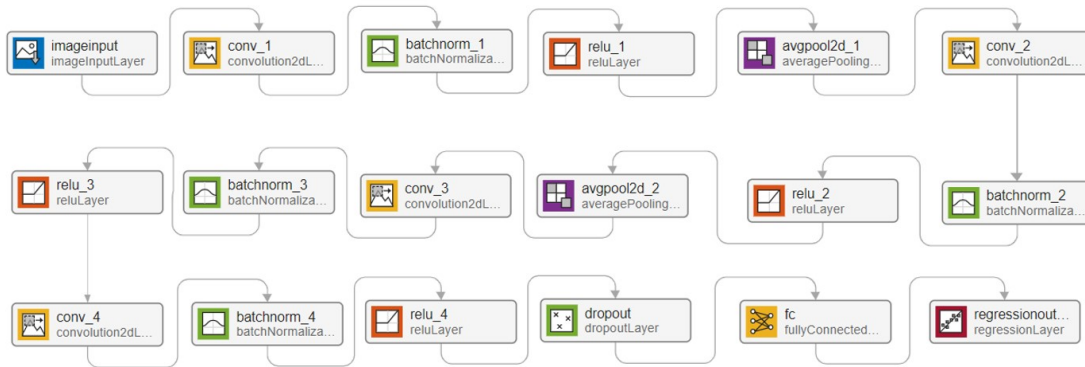 imageinput
imageInputLayer
conv_1
convolution2dL...
batchnorm_1
batchNormaliza...
relu_1
reluLayer
avgpool2d_1
averagePooling...
conv_2
convolution2dL...
relu_3
reluLayer
batchnorm_3
batchNormaliza...
conv_3
convolution2dL...
avgpool2d_2
averagePooling...
relu_2
reluLayer
batchnorm_2
batchNormaliza...
conv_4
convolution2dL...
batchnorm_4
batchNormaliza...
relu_4
reluLayer
dropout
dropoutLayer
fc
fullyConnected...
regressionout...
regressionLayer